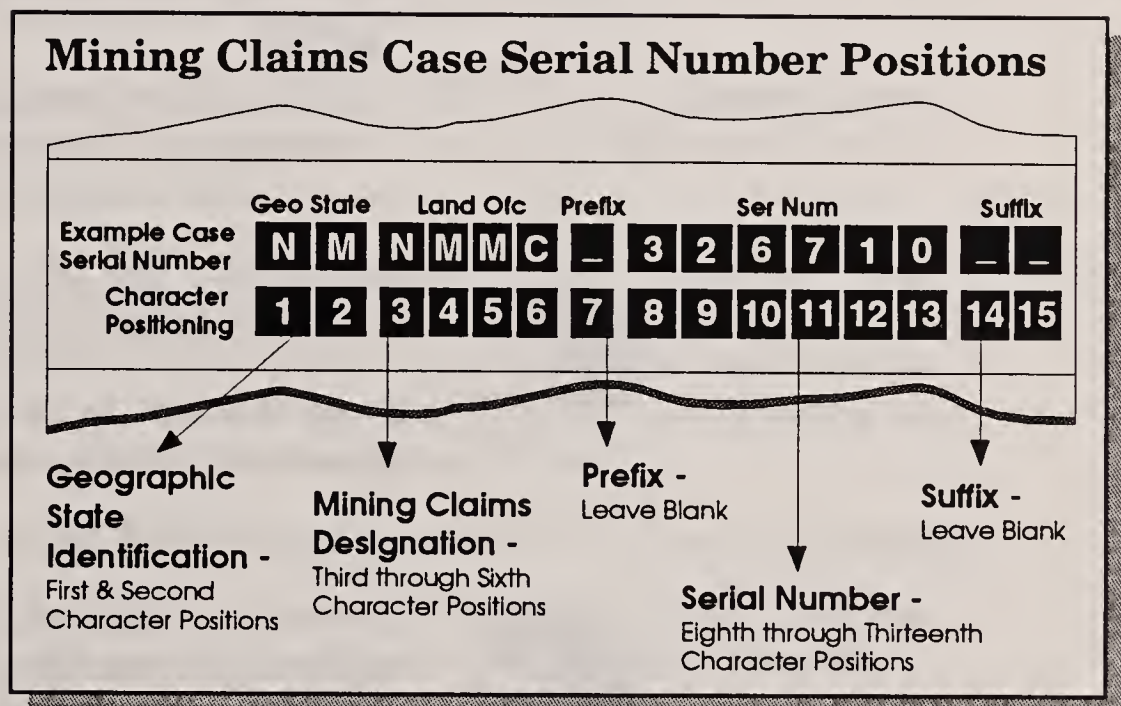 Mining Claims Case Serial Number Positions
Geo State Land Ofc Prefix Ser Num Suffix
Example Case
Serial Number
N M N M M C _ 3 2 6 7 1 0 _ _
Character
Positioning
1 2 3 4 5 6 7 8 9 10 11 12 13 14 15
Geographic
State
Identification -
First & Second
Character Positions
Mining Claims
Designation -
Third through Sixth
Character Positions
Prefix -
Leave Blank
Serial Number -
Eighth through Thirteenth
Character Positions
Suffix -
Leave Blank